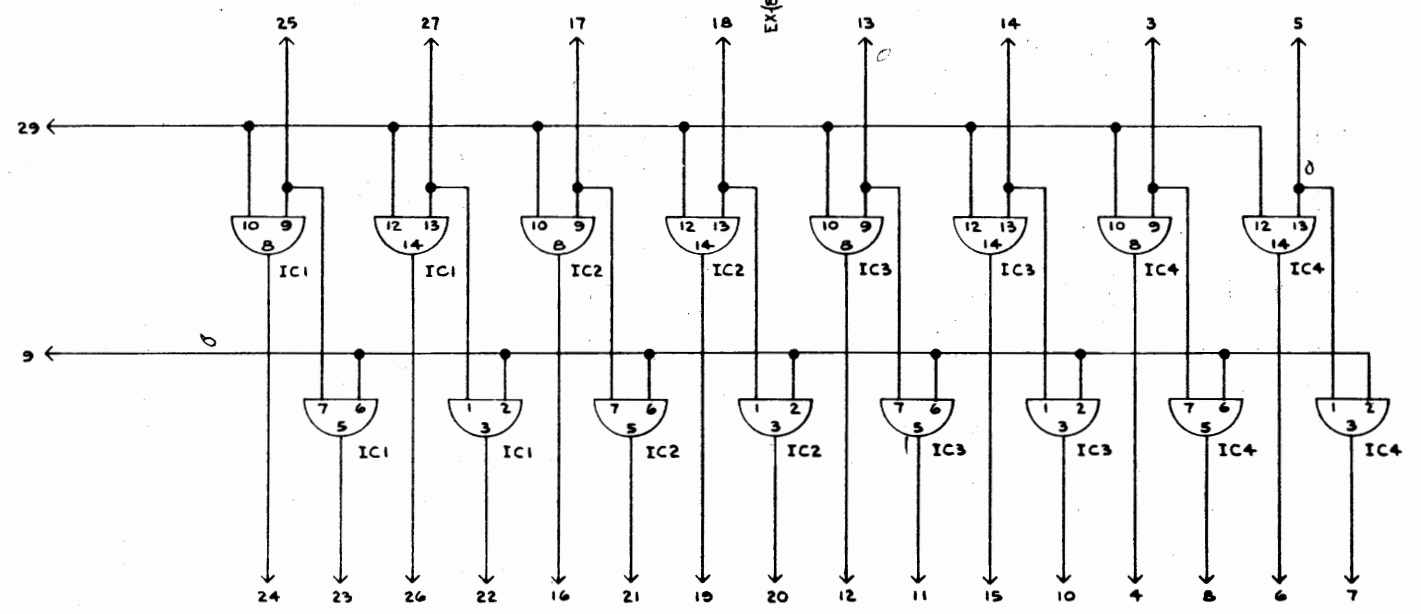 25 27 17 18 EX-(8 13 14 3 5
29
10 9 12 13 10 9 12 13 10 9 12 13 10 9 12 13
8 14 8 14 8 14 8 14
IC1 IC1 IC2 IC2 IC3 IC3 IC4 IC4
9
7 6 1 2 7 6 1 2 7 6 1 2 7 6 1 2
5 3 5 3 5 3 5 3
IC1 IC1 IC2 IC2 IC3 IC3 IC4 IC4
24 23 26 22 16 21 19 20 12 11 15 10 4 8 6 7